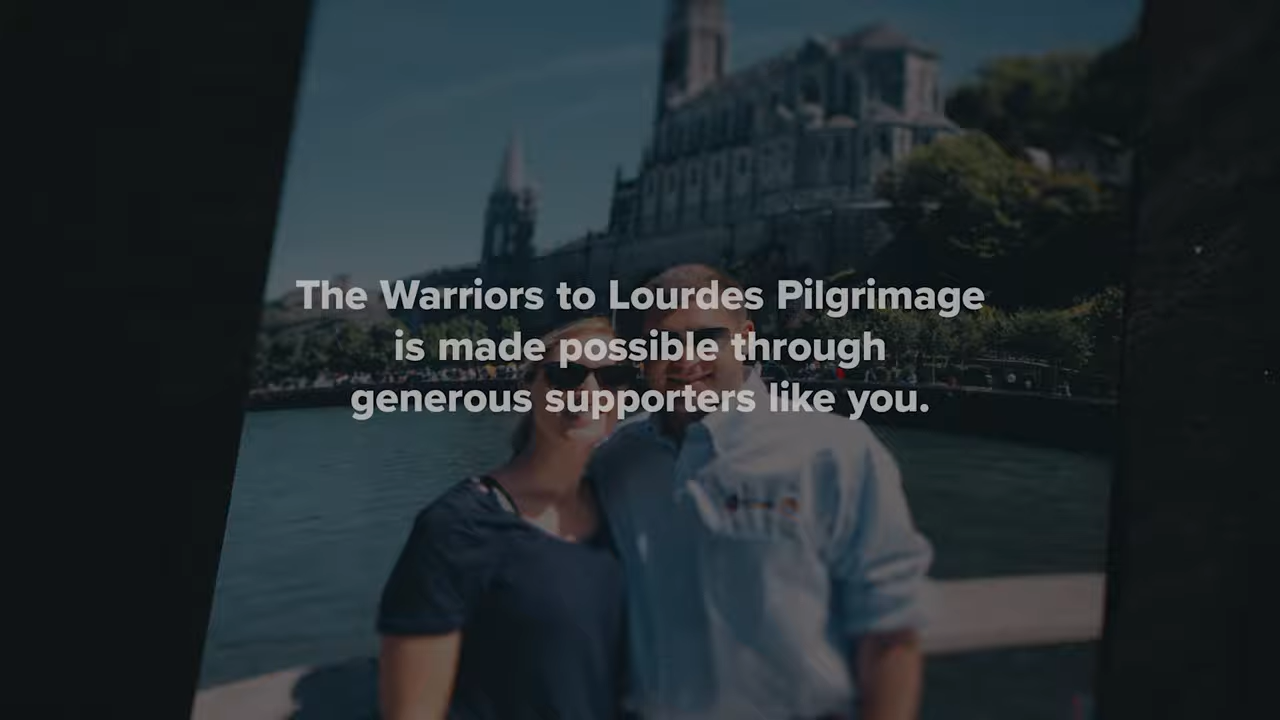 The Warriors to Lourdes Pilgrimage
is made possible through
generous supporters like you.